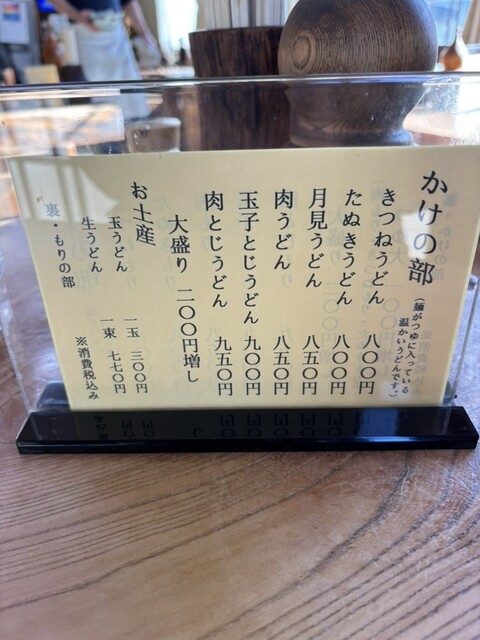 かけの部
(麺がつゆに入っている
温かいうどんです。)
きつねうどん 八〇〇円
たぬきうどん 八〇〇円
月見うどん 八五〇円
肉うどん 八五〇円
玉子とじうどん 九〇〇円
肉とじうどん 九五〇円
大盛り 二〇〇円増し
お土産
玉うどん 一玉 三〇〇円
生うどん 一束 七七〇円
※消費税込み
裏・もりの部